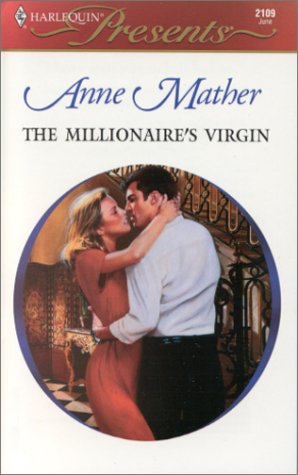 HARLEQUIN
Presents
2109
June
Anne Mather
THE MILLIONAIRE'S VIRGIN